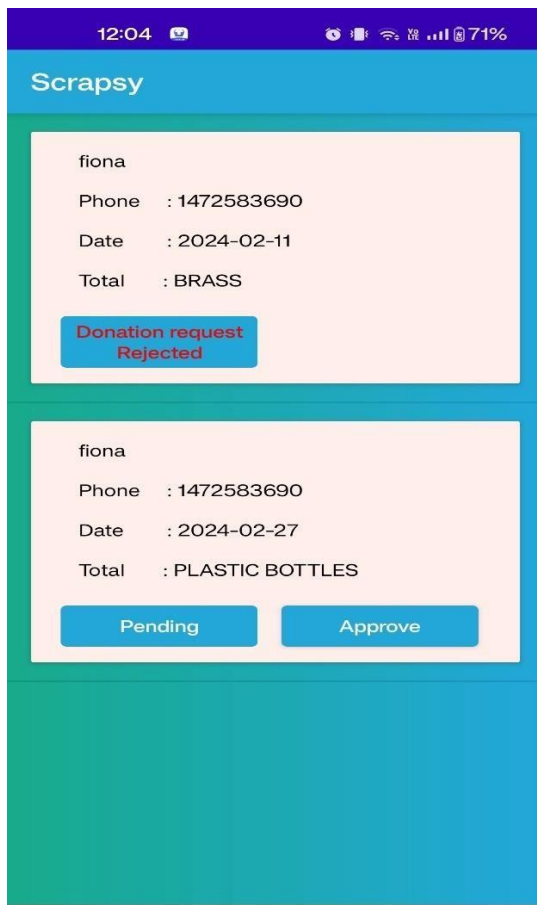 12:04 71%
Scrapsy
fiona
Phone : 1472583690
Date : 2024-02-11
Total : BRASS
Donation request
Rejected
fiona
Phone : 1472583690
Date : 2024-02-27
Total : PLASTIC BOTTLES
Pending Approve